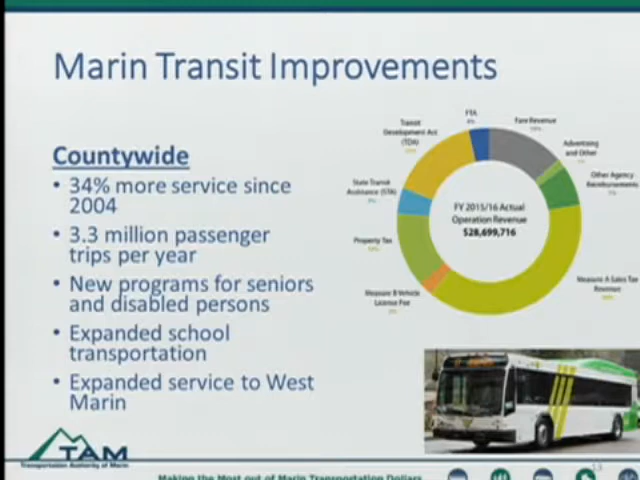 Marin Transit Improvements
Countywide
• 34% more service since
2004
• 3.3 million passenger
trips per year
• New programs for seniors
and disabled persons
• Expanded school
transportation
• Expanded service to West
Marin
FTA
Fare Revenue
Transit
Development Act
(TDA)
Advertising
and Other
Other Agency
Reimbursements
State Transit
Assistance (STA)
Property Tax
Measure B Vehicle
License Fee
Measure A Sales Tax
Revenues
FY 2015/16 Actual
Operation Revenue
$28,699,716
TAM
Transportation Authority of Marin
Making the Most out of Marin Transportation Dollars
13